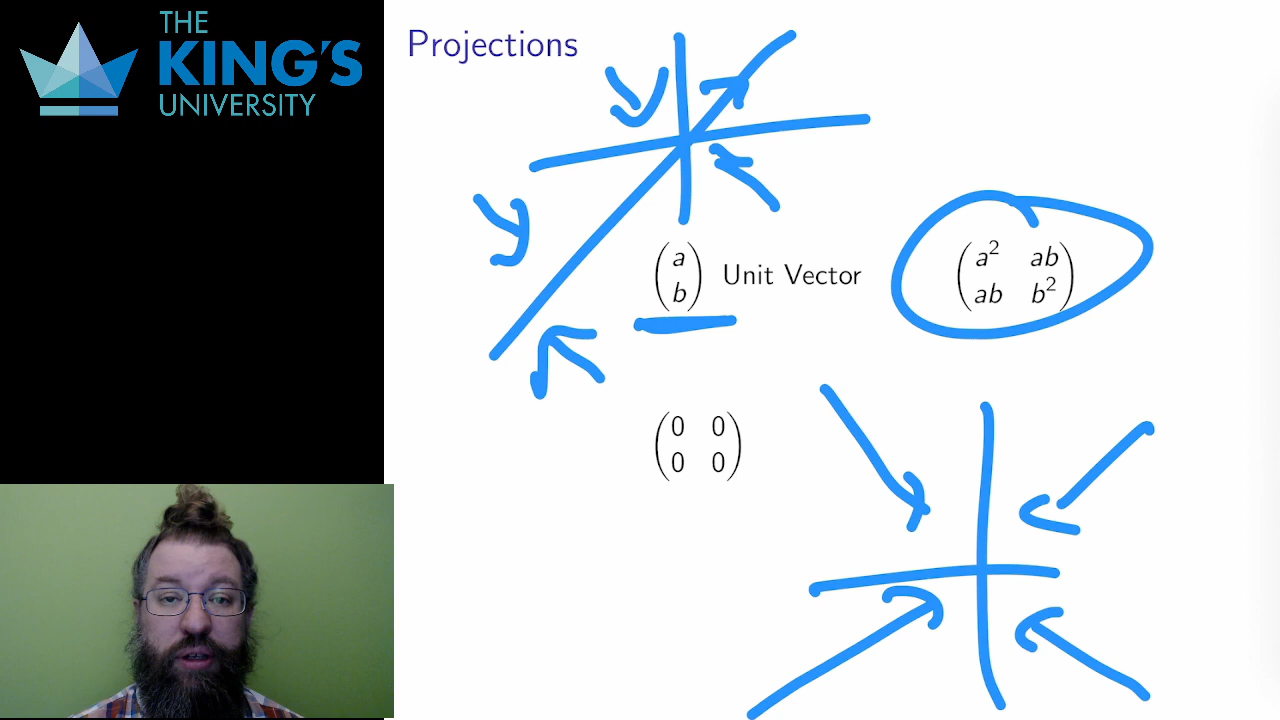 THE
KING'S
UNIVERSITY
Projections
(a
b) Unit Vector
(a² ab
ab b²)
(0 0
0 0)